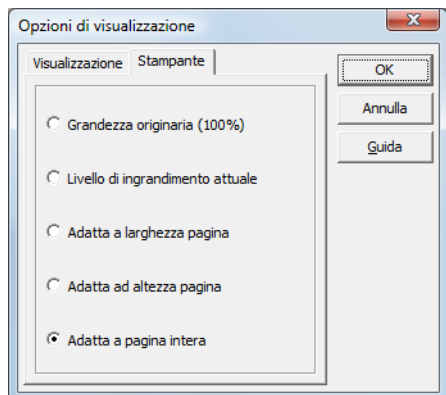 Opzioni di visualizzazione
Visualizzazione Stampante
OK
Annulla
Guida
Grandezza originaria (100%)
Livello di ingrandimento attuale
Adatta a larghezza pagina
Adatta ad altezza pagina
Adatta a pagina intera